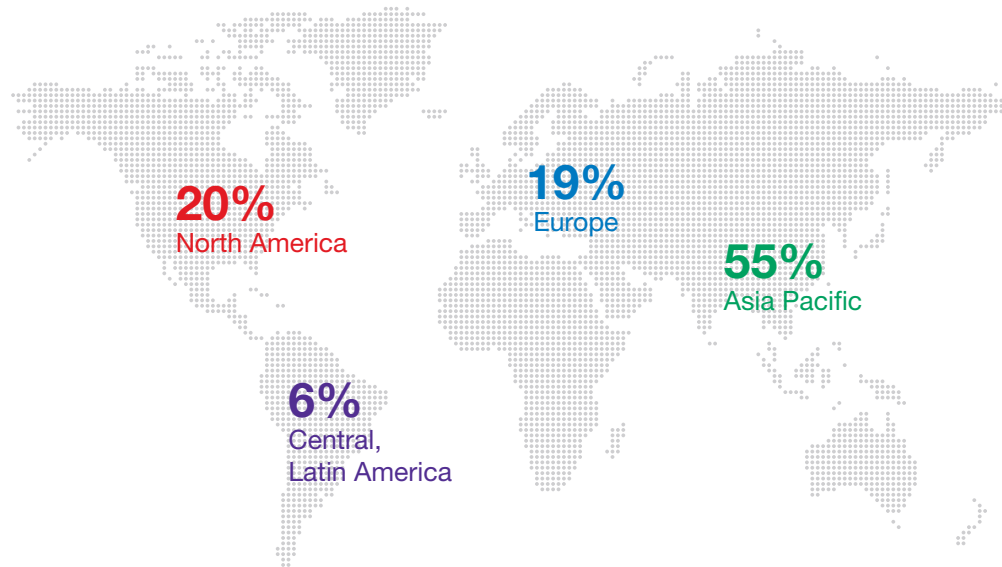 20%
North America
19%
Europe
55%
Asia Pacific
6%
Central,
Latin America